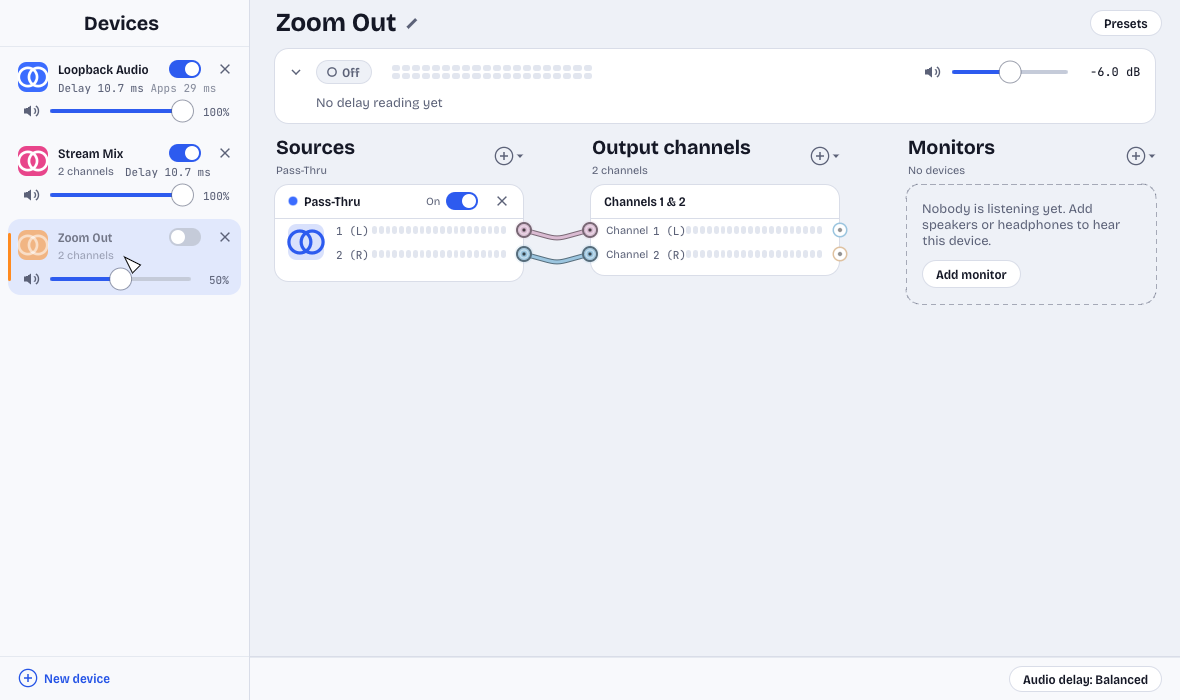 Devices
Loopback Audio
Delay 10.7 ms Apps 29 ms
100%
Stream Mix
2 channels Delay 10.7 ms
100%
Zoom Out
2 channels
50%
New device
Zoom Out
Presets
Off
-6.0 dB
No delay reading yet
Sources
Pass-Thru
Pass-Thru
On
1 (L)
2 (R)
Output channels
2 channels
Channels 1 & 2
Channel 1 (L)
Channel 2 (R)
Monitors
No devices
Nobody is listening yet. Add
speakers or headphones to hear
this device.
Add monitor
Audio delay: Balanced